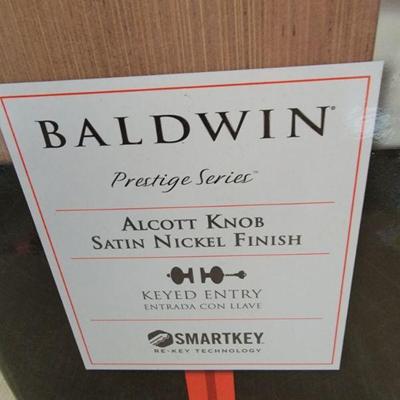 BALDWIN®
Prestige Series™
ALCOTT KNOB
SATIN NICKEL FINISH
KEYED ENTRY
ENTRADA CON LLAVE
SMARTKEY
RE-KEY TECHNOLOGY